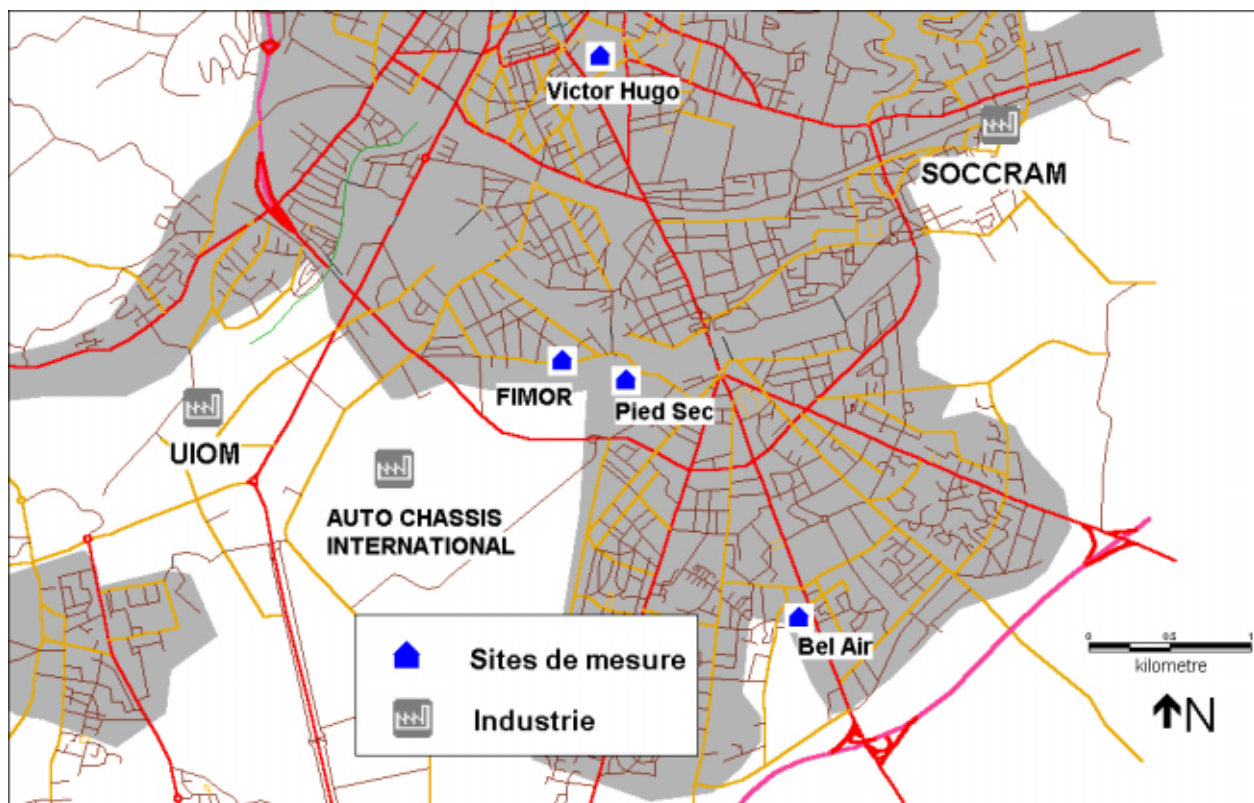 Victor Hugo
SOCCRAM
FIMOR
Pied Sec
UIOM
AUTO CHASSIS
INTERNATIONAL
Bel Air
Sites de mesure
Industrie
0 0.5 1
kilometre
N